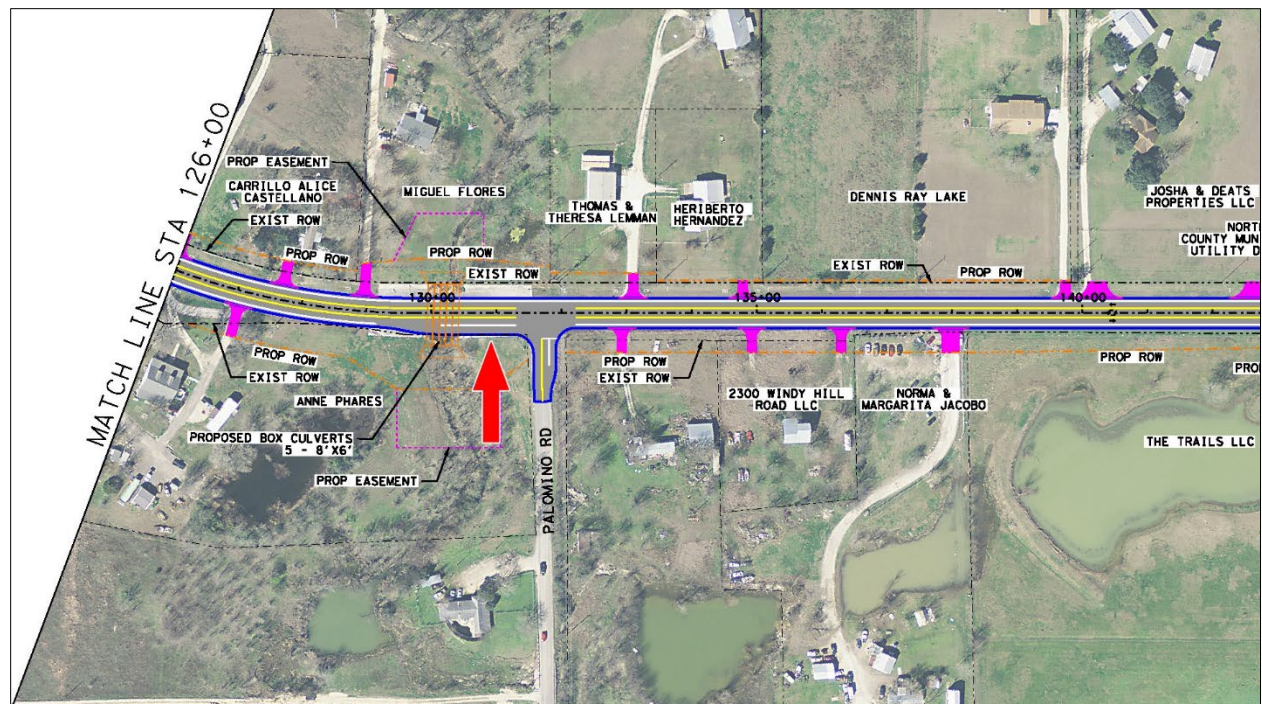 MATCH LINE STA 126+00
PROP EASEMENT
CARRILLO ALICE
CASTELLANO
EXIST ROW
MIGUEL FLORES
PROP ROW
PROP ROW
EXIST ROW
THOMAS &
THERESA LEMMAN
HERIBERTO
HERNANDEZ
DENNIS RAY LAKE
EXIST ROW
PROP ROW
JOSHA & DEATS
PROPERTIES LLC
NORT
COUNTY MUN
UTILITY D
130+00
135+00
140+00
PROP ROW
EXIST ROW
ANNE PHARES
PROPOSED BOX CULVERTS
5 - 8'X6'
PROP EASEMENT
PALOMINO RD
PROP ROW
EXIST ROW
2300 WINDY HILL
ROAD LLC
NORMA &
MARGARITA JACOBO
PROP ROW
PRO
THE TRAILS LLC